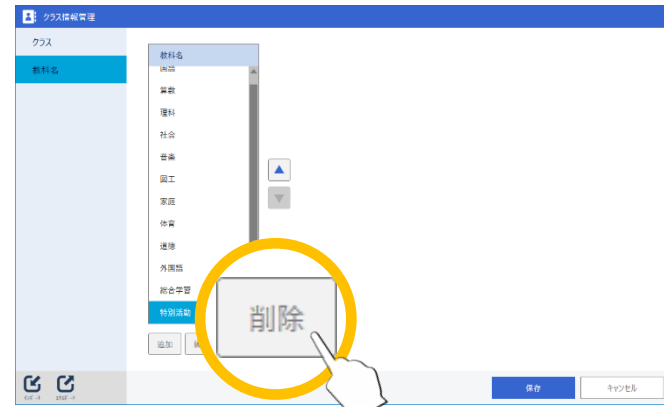 クラス情報管理
クラス
教科名
教科名
国語
算数
理科
社会
音楽
図工
家庭
体育
道徳
外国語
総合学習
特別活動
追加
削除
保存
キャンセル